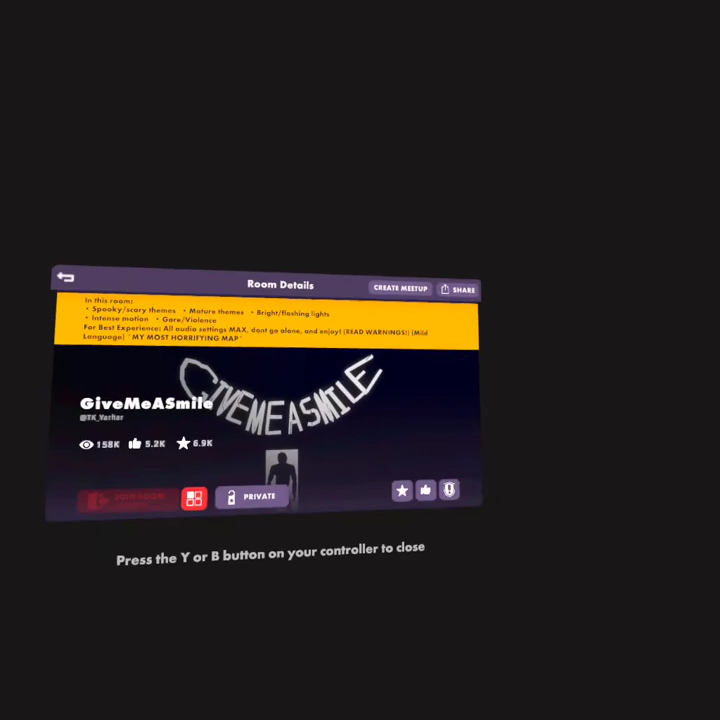 Room Details
CREATE MEETUP
SHARE
In this room:
• Spooky/scary themes • Mature themes • Bright/flashing lights
• Intense motion • Gore/Violence
For Best Experience: All audio settings MAX, dont go alone, and enjoy! (READ WARNINGS!) (Mild
Language) "MY MOST HORRIFYING MAP"
GIVEMEASMILE
GiveMeASmile
@TK_Varitar
158K
5.2K
6.9K
JOIN ROOM
PRIVATE
Press the Y or B button on your controller to close